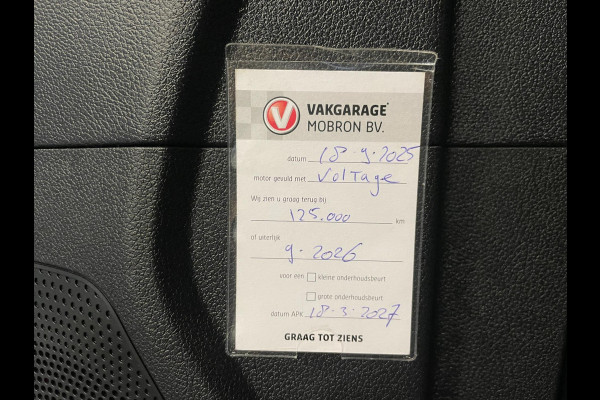 V VAKGARAGE
MOBRON BV.
datum 18-9-2025
motor gevuld met Voltage
Wij zien u graag terug bij
125.000 km
of uiterlijk
9-2026
voor een kleine onderhoudsbeurt
grote onderhoudsbeurt
datum APK 18-3-2027
GRAAG TOT ZIENS